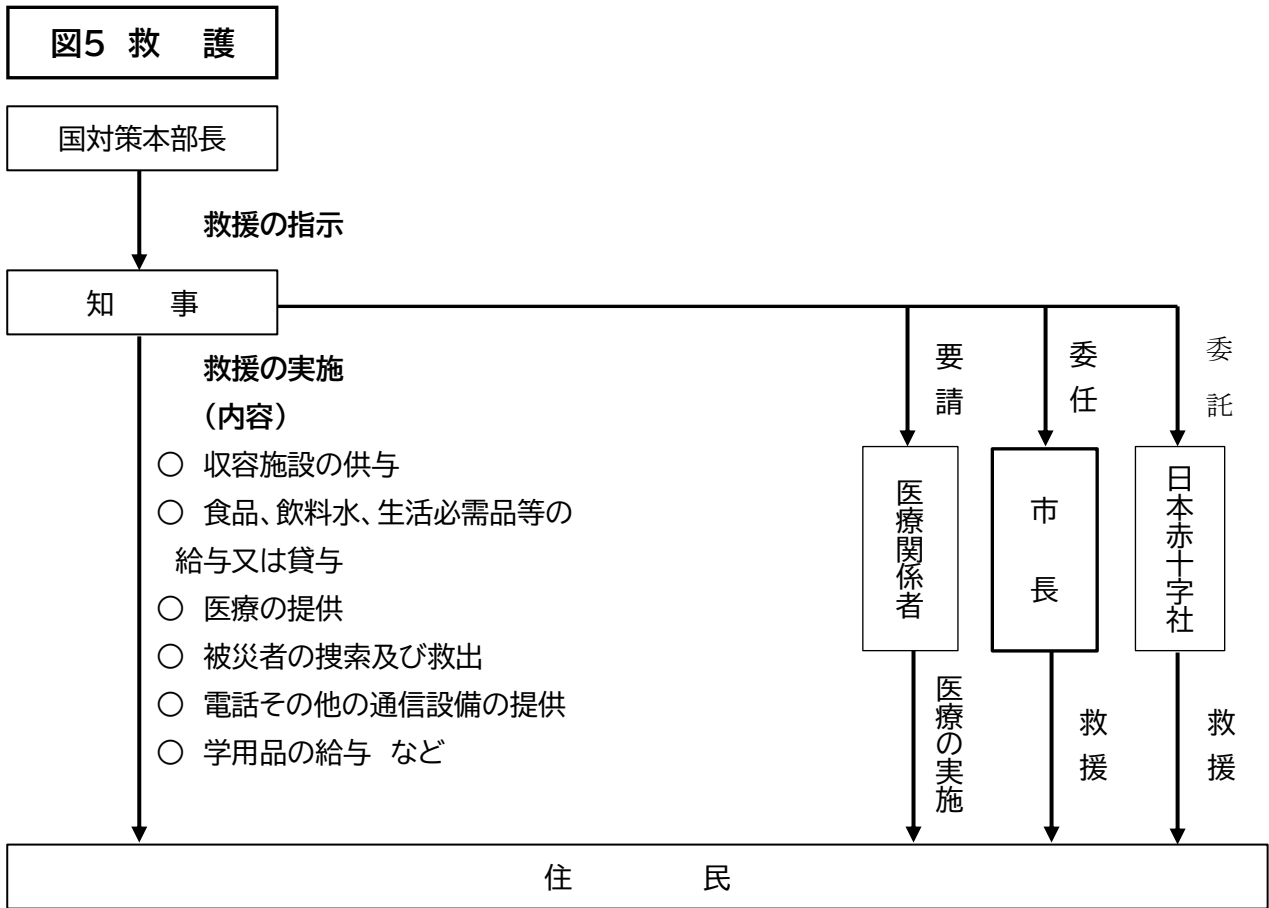 図5 救　護
国対策本部長
救援の指示
知　事
救援の実施
（内容）
○ 収容施設の供与
○ 食品、飲料水、生活必需品等の
給与又は貸与
○ 医療の提供
○ 被災者の捜索及び救出
○ 電話その他の通信設備の提供
○ 学用品の給与　など
要請
委任
委託
医療関係者
市長
日本赤十字社
医療の実施
救援
救援
住　民